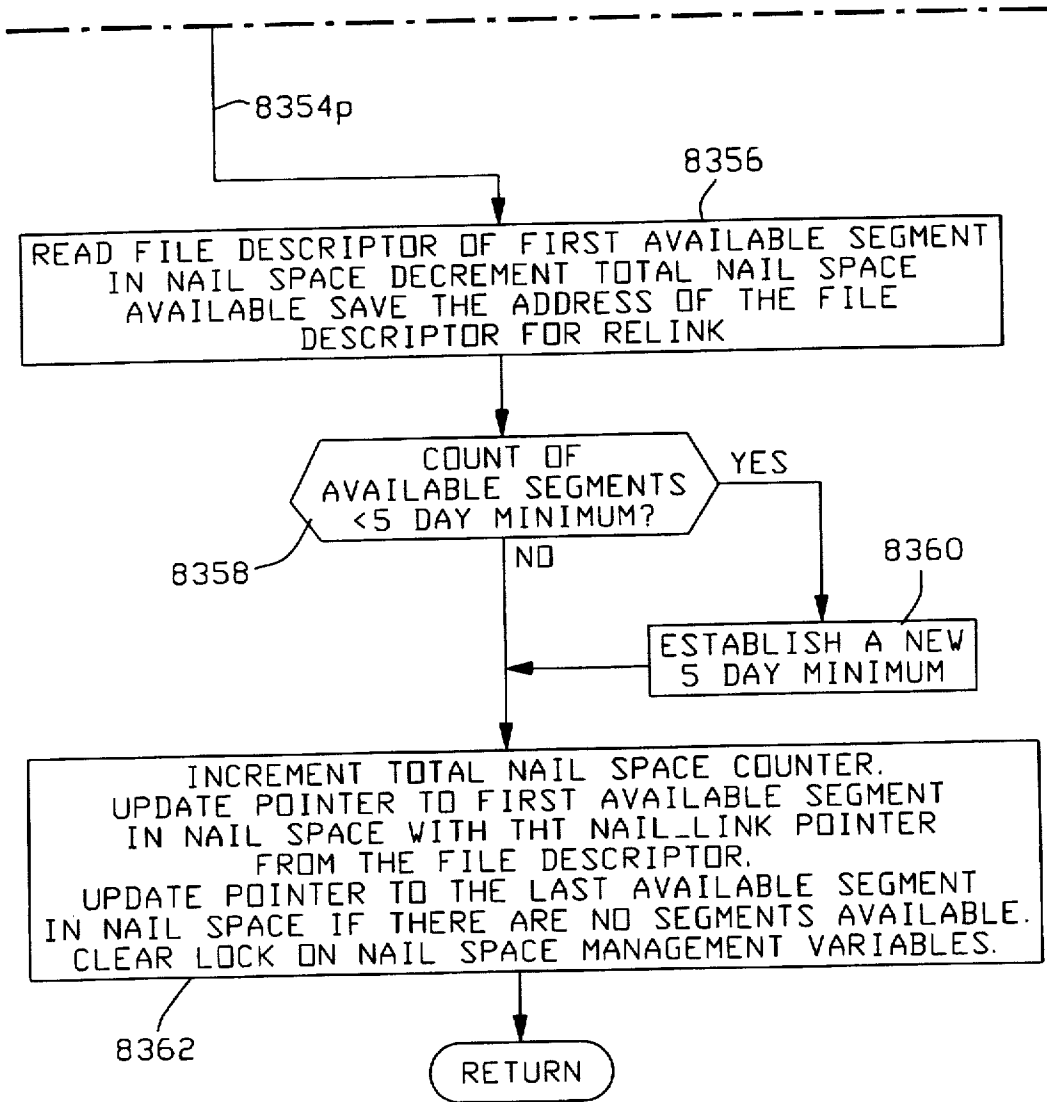 8354p
8356
READ FILE DESCRIPTOR OF FIRST AVAILABLE SEGMENT
IN NAIL SPACE DECREMENT TOTAL NAIL SPACE
AVAILABLE SAVE THE ADDRESS OF THE FILE
DESCRIPTOR FOR RELINK
COUNT OF
AVAILABLE SEGMENTS
<5 DAY MINIMUM?
YES
NO
8358
8360
ESTABLISH A NEW
5 DAY MINIMUM
INCREMENT TOTAL NAIL SPACE COUNTER.
UPDATE POINTER TO FIRST AVAILABLE SEGMENT
IN NAIL SPACE WITH THT NAIL_LINK POINTER
FROM THE FILE DESCRIPTOR.
UPDATE POINTER TO THE LAST AVAILABLE SEGMENT
IN NAIL SPACE IF THERE ARE NO SEGMENTS AVAILABLE.
CLEAR LOCK ON NAIL SPACE MANAGEMENT VARIABLES.
8362
RETURN